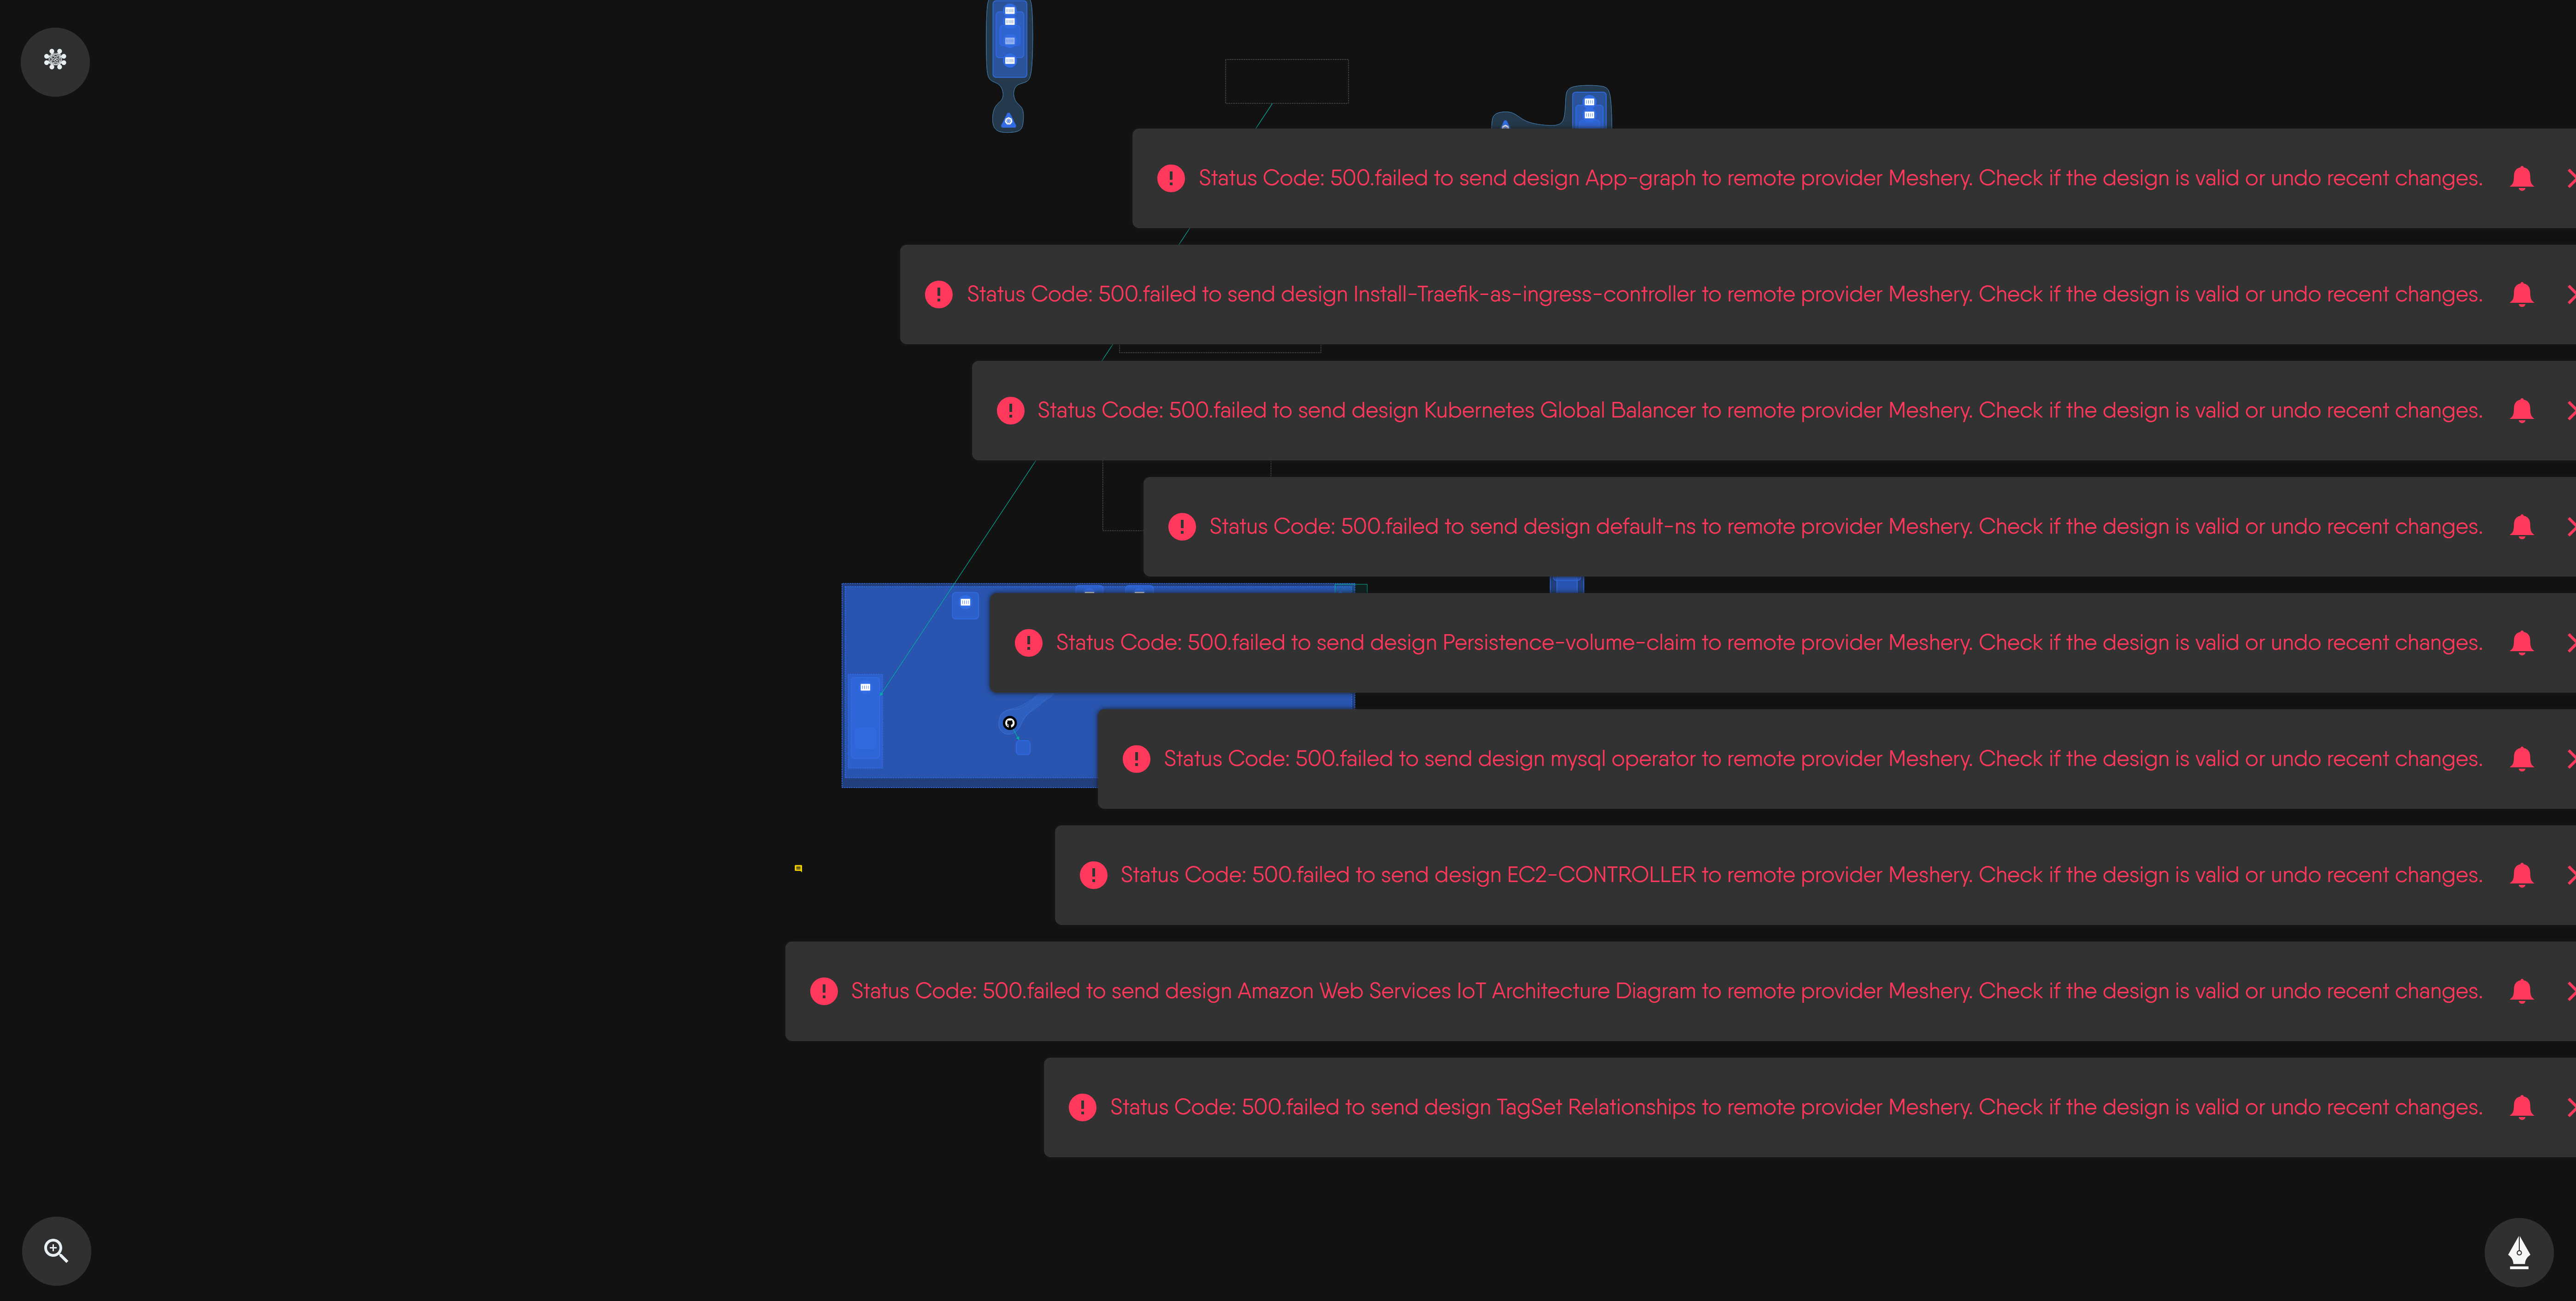 Status Code: 500.failed to send design App-graph to remote provider Meshery. Check if the design is valid or undo recent changes.
Status Code: 500.failed to send design Install-Traefik-as-ingress-controller to remote provider Meshery. Check if the design is valid or undo recent changes.
Status Code: 500.failed to send design Kubernetes Global Balancer to remote provider Meshery. Check if the design is valid or undo recent changes.
Status Code: 500.failed to send design default-ns to remote provider Meshery. Check if the design is valid or undo recent changes.
Status Code: 500.failed to send design Persistence-volume-claim to remote provider Meshery. Check if the design is valid or undo recent changes.
Status Code: 500.failed to send design mysql operator to remote provider Meshery. Check if the design is valid or undo recent changes.
Status Code: 500.failed to send design EC2-CONTROLLER to remote provider Meshery. Check if the design is valid or undo recent changes.
Status Code: 500.failed to send design Amazon Web Services IoT Architecture Diagram to remote provider Meshery. Check if the design is valid or undo recent changes.
Status Code: 500.failed to send design TagSet Relationships to remote provider Meshery. Check if the design is valid or undo recent changes.